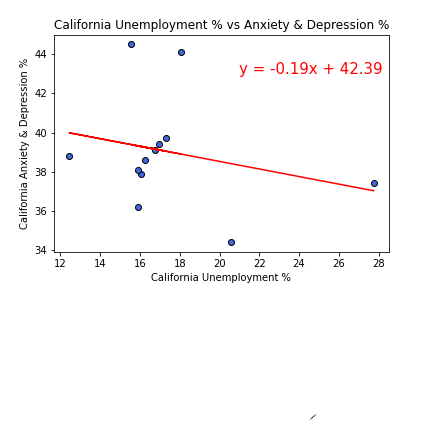 California Unemployment % vs Anxiety & Depression %
y = -0.19x + 42.39
44
42
40
38
36
34
California Anxiety & Depression %
12 14 16 18 20 22 24 26 28
California Unemployment %